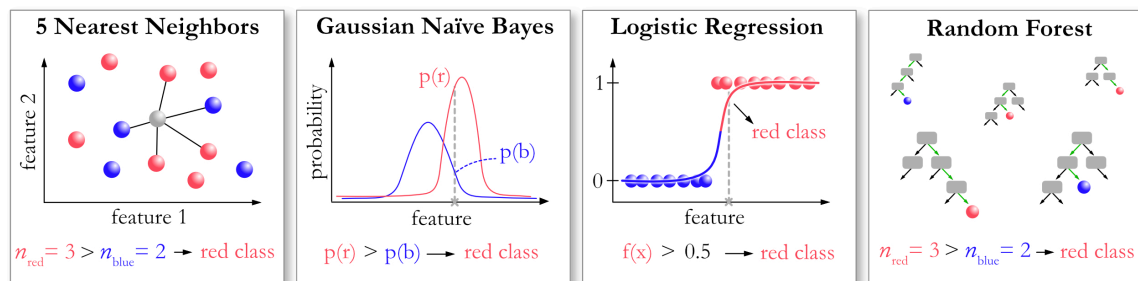 5 Nearest Neighbors
feature 2
feature 1
n_red = 3 > n_blue = 2 → red class
Gaussian Naïve Bayes
p(r)
probability
p(b)
feature
p(r) > p(b) → red class
Logistic Regression
1
red class
0
feature
f(x) > 0.5 → red class
Random Forest
n_red = 3 > n_blue = 2 → red class